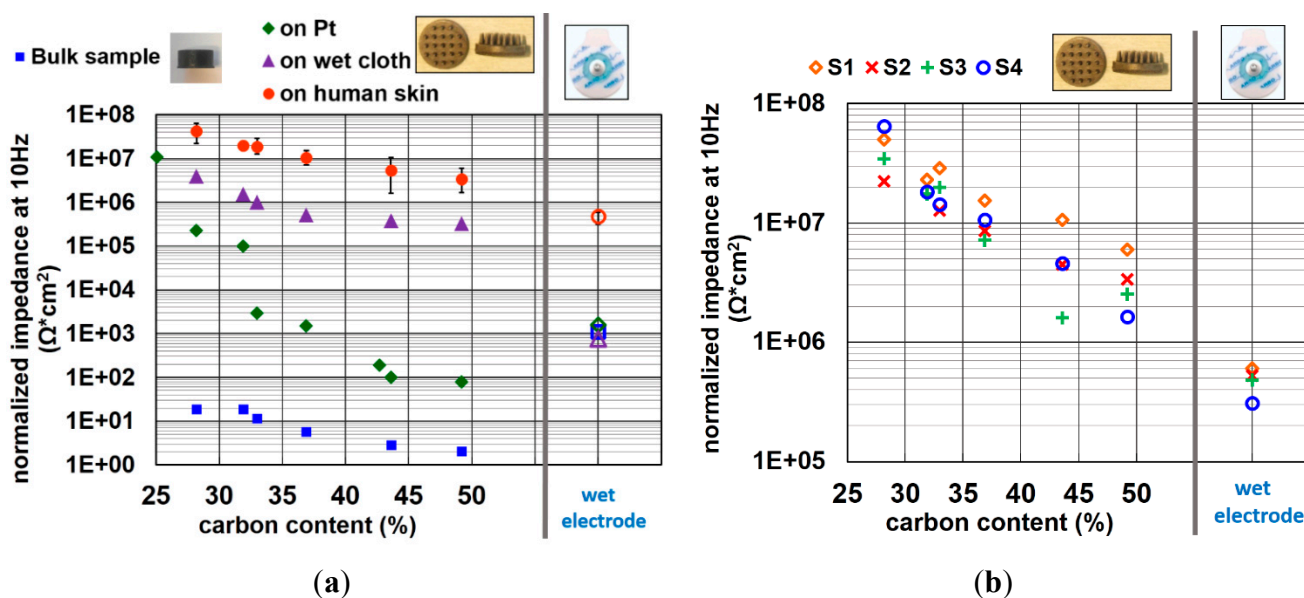 Bulk sample
on Pt
on wet cloth
on human skin
normalized impedance at 10Hz
(Ω*cm2)
1E+08
1E+07
1E+06
1E+05
1E+04
1E+03
1E+02
1E+01
1E+00
25 30 35 40 45 50
carbon content (%)
wet
electrode
(a)
S1 S2 S3 S4
normalized impedance at 10Hz
(Ω*cm2)
1E+08
1E+07
1E+06
1E+05
25 30 35 40 45 50
carbon content (%)
wet
electrode
(b)